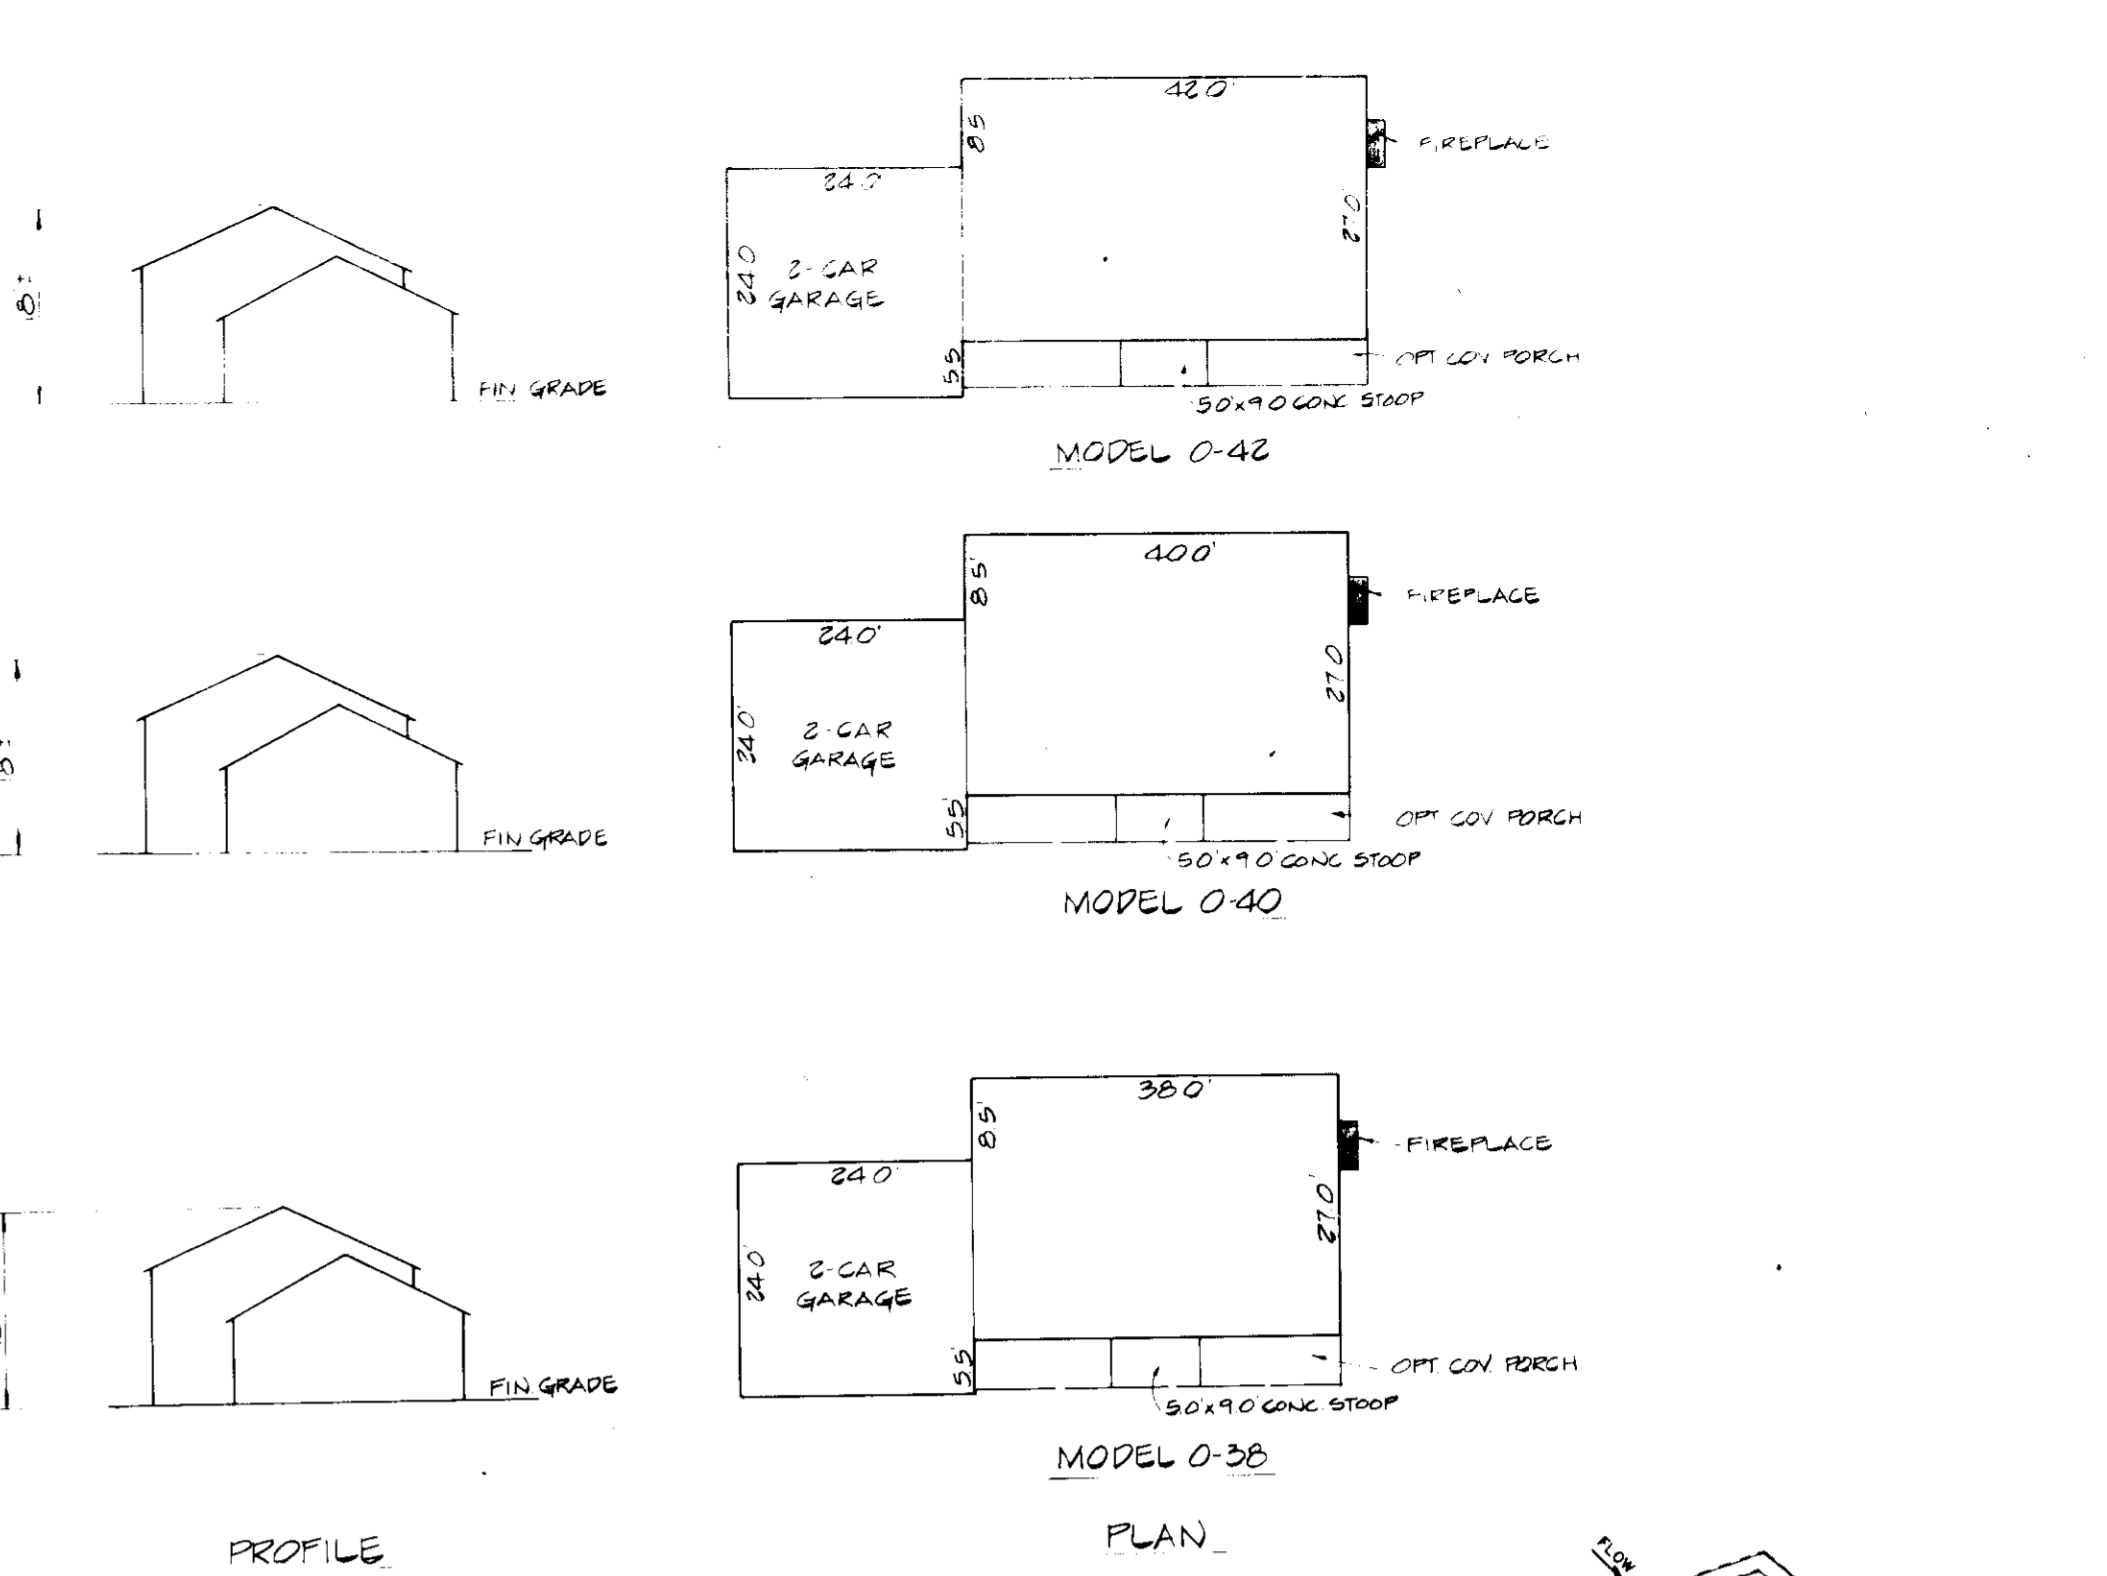 42 0'
8 5
FIREPLACE
24 0'
27 0
24 0
2-CAR
GARAGE
18' ±
5 5
OPT COV PORCH
FIN GRADE
5 0'x9 0 CONC STOOP
MODEL O-42
40 0'
8 5'
FIREPLACE
24 0'
27 0
24 0'
2-CAR
GARAGE
5 5'
OPT COV PORCH
FIN GRADE
5 0'x9 0' CONC STOOP
MODEL O-40
38 0'
8.5'
FIREPLACE
24 0'
27.0'
24 0'
2-CAR
GARAGE
5 5'
OPT. COV. PORCH
FIN. GRADE
5.0'x9.0' CONC. STOOP
MODEL O-38
PROFILE
PLAN
FLOW